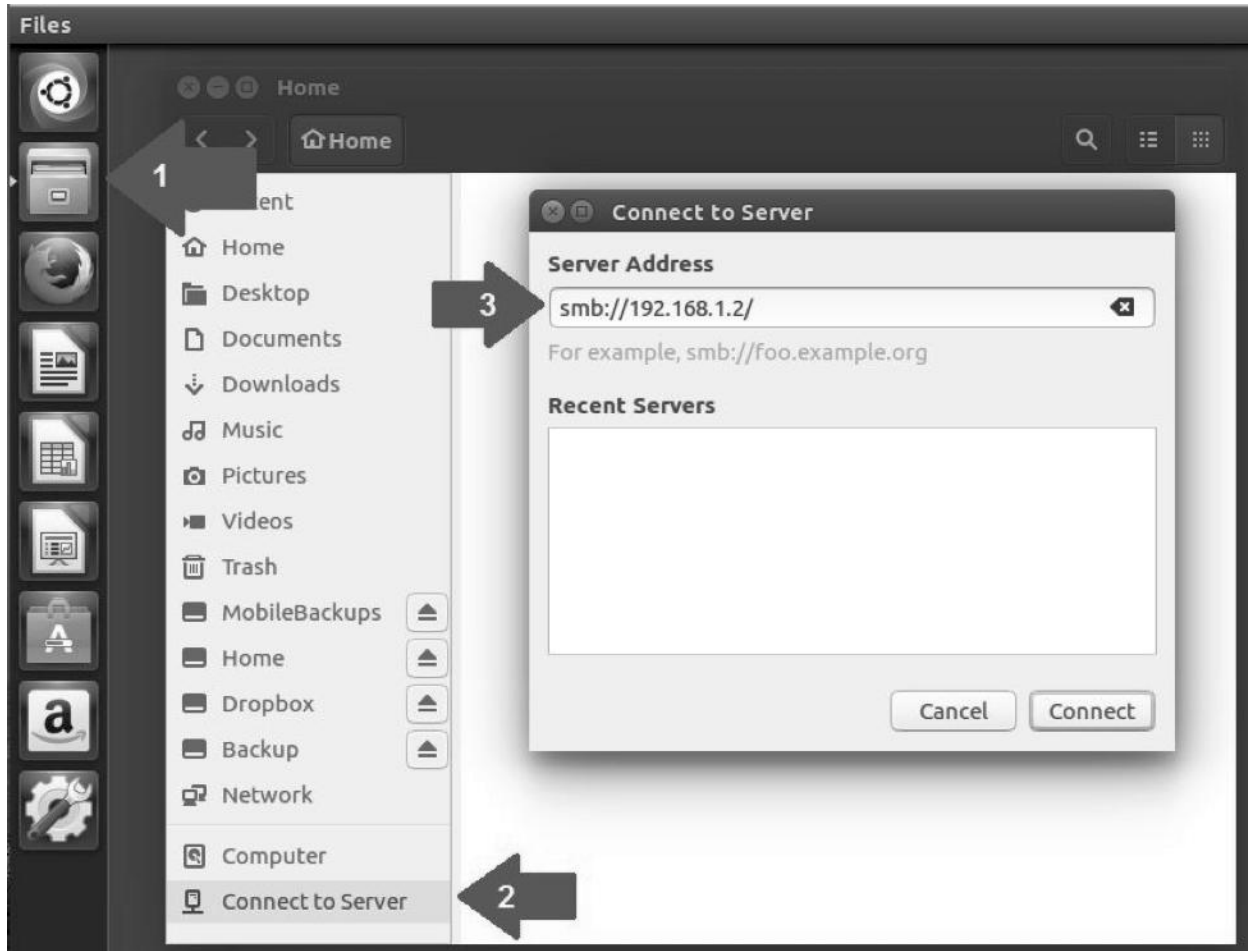 Files
Home
Home
1
Home
Desktop
Documents
Downloads
Music
Pictures
Videos
Trash
MobileBackups
Home
Dropbox
Backup
Network
Computer
Connect to Server
2
Connect to Server
Server Address
3
smb://192.168.1.2/
For example, smb://foo.example.org
Recent Servers
Cancel
Connect
a